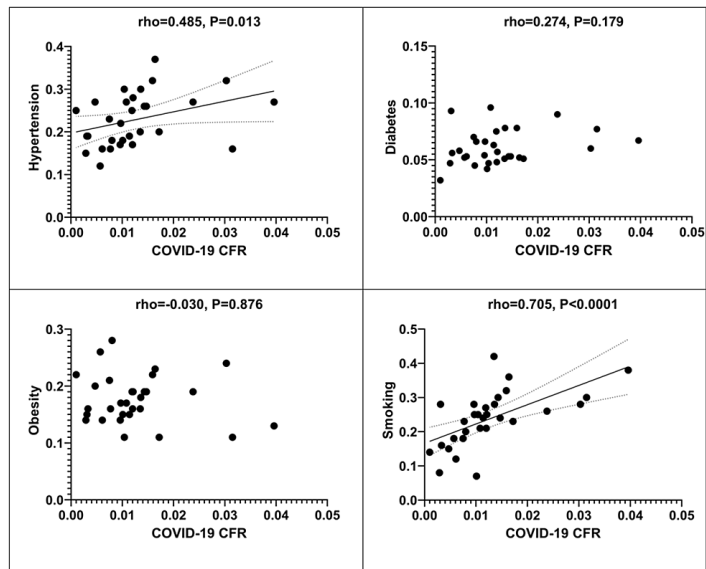 rho=0.485, P=0.013
Hypertension
0.4
0.3
0.2
0.1
0.0
0.00 0.01 0.02 0.03 0.04 0.05
COVID-19 CFR
rho=0.274, P=0.179
Diabetes
0.15
0.10
0.05
0.00
0.00 0.01 0.02 0.03 0.04 0.05
COVID-19 CFR
rho=-0.030, P=0.876
Obesity
0.3
0.2
0.1
0.0
0.00 0.01 0.02 0.03 0.04 0.05
COVID-19 CFR
rho=0.705, P<0.0001
Smoking
0.5
0.4
0.3
0.2
0.1
0.0
0.00 0.01 0.02 0.03 0.04 0.05
COVID-19 CFR